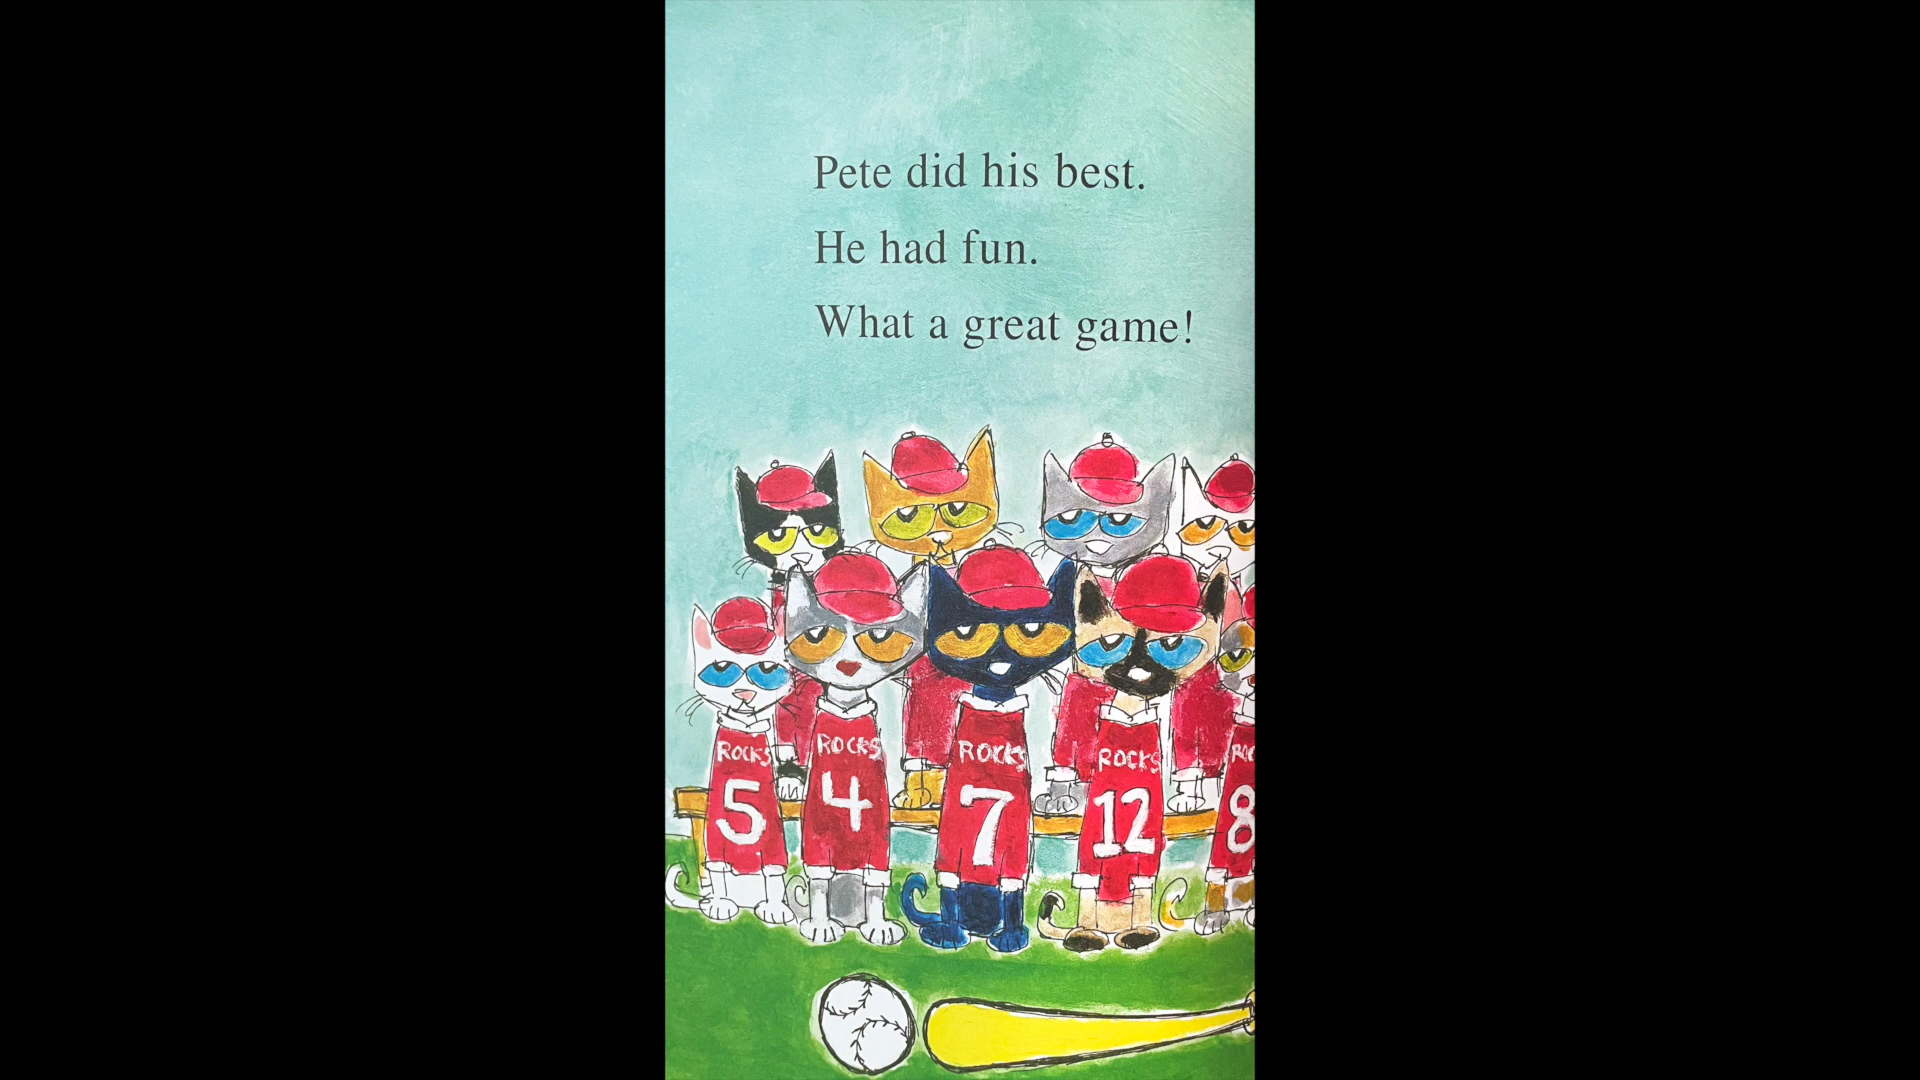 Pete did his best.
He had fun.
What a great game!
ROCKS
5
ROCKS
4
ROCKS
7
ROCKS
12
8